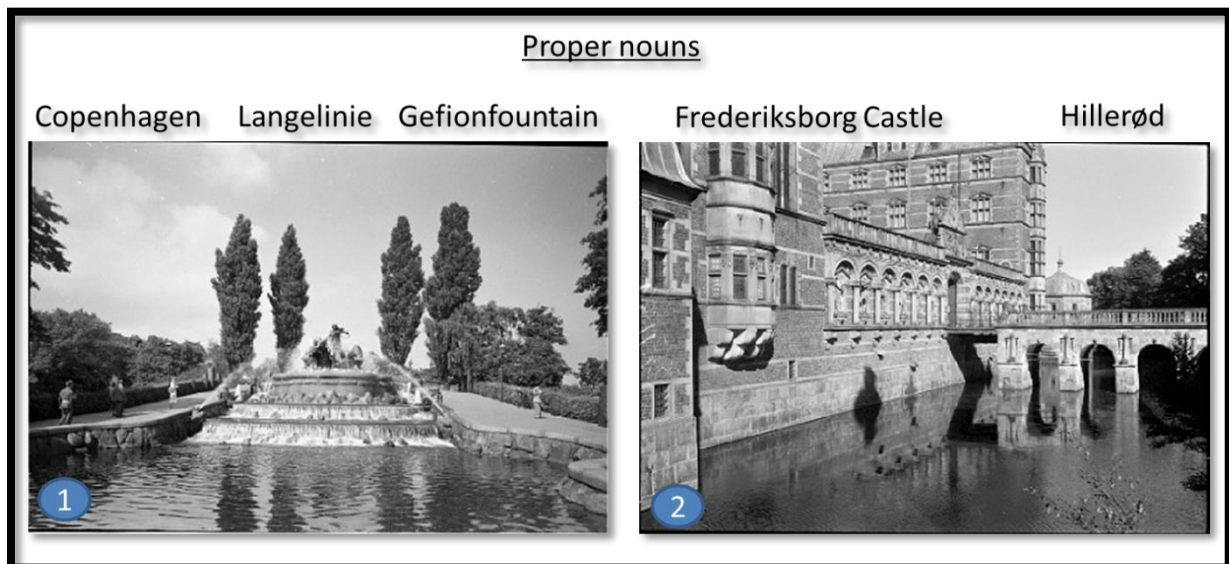 Proper nouns
Copenhagen Langelinie Gefionfountain
Frederiksborg Castle Hillerød
1
2